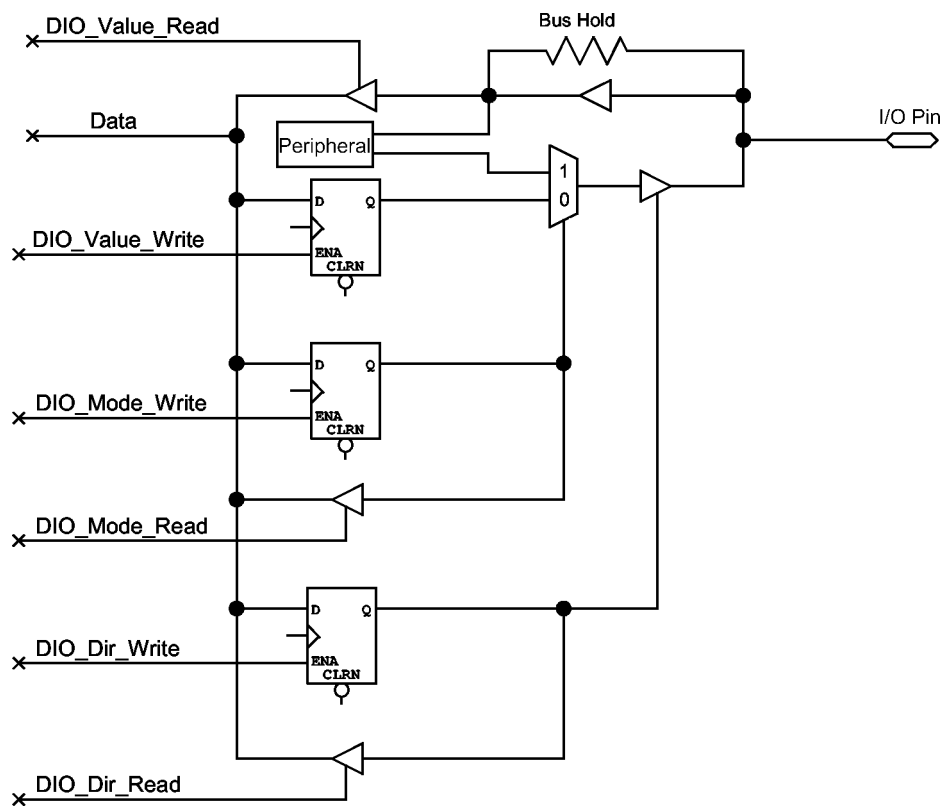 DIO_Value_Read
Bus Hold
Data
I/O Pin
Peripheral
1
0
D Q
DIO_Value_Write
ENA
CLRN
D Q
DIO_Mode_Write
ENA
CLRN
DIO_Mode_Read
D Q
DIO_Dir_Write
ENA
CLRN
DIO_Dir_Read